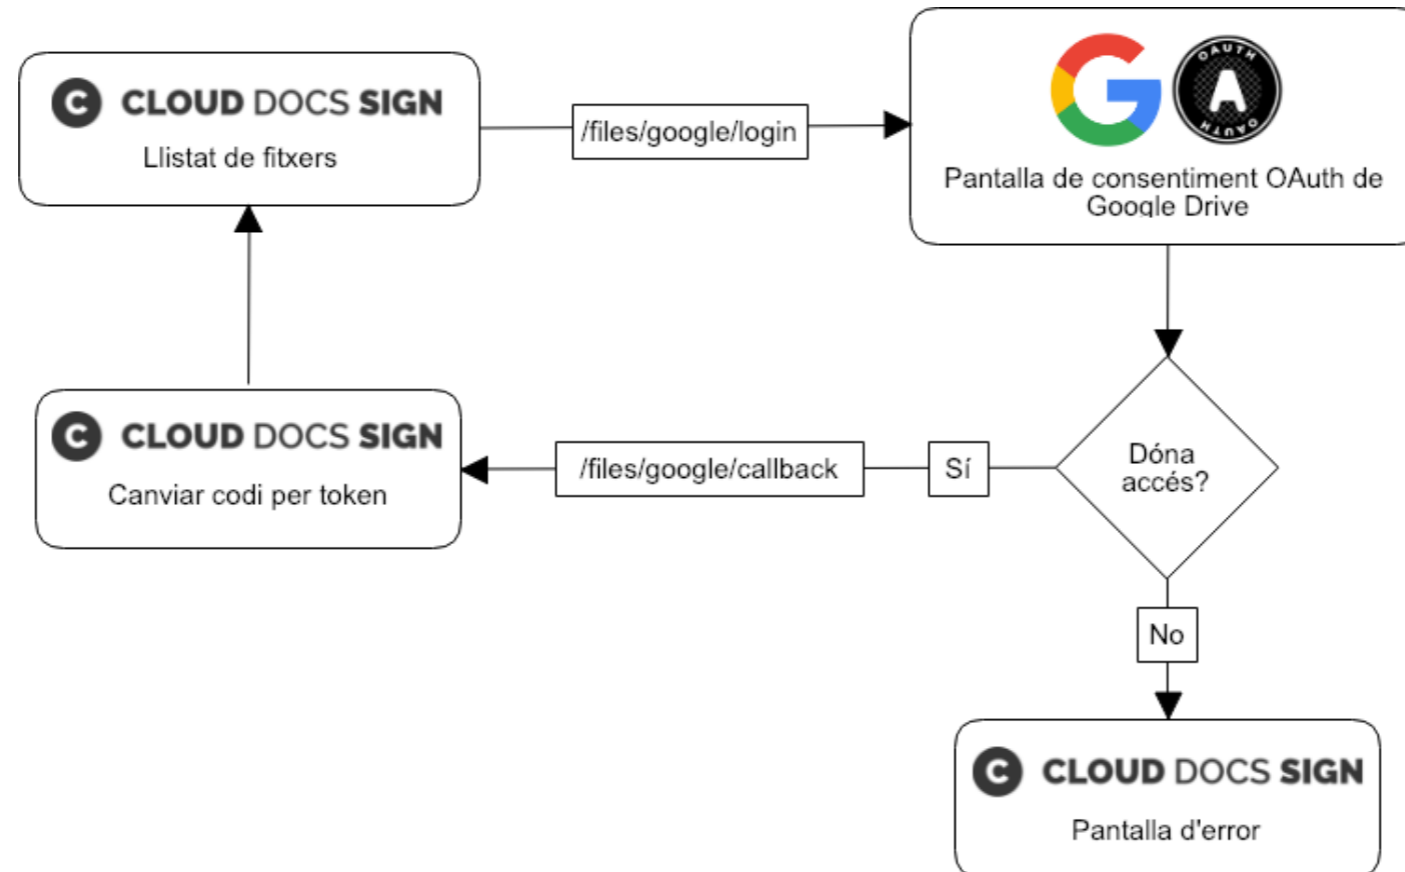 C CLOUD DOCS SIGN
Llistat de fitxers
/files/google/login
G
OAUTH
A
OAUTH
Pantalla de consentiment OAuth de
Google Drive
Dóna
accés?
Sí
/files/google/callback
C CLOUD DOCS SIGN
Canviar codi per token
No
C CLOUD DOCS SIGN
Pantalla d'error